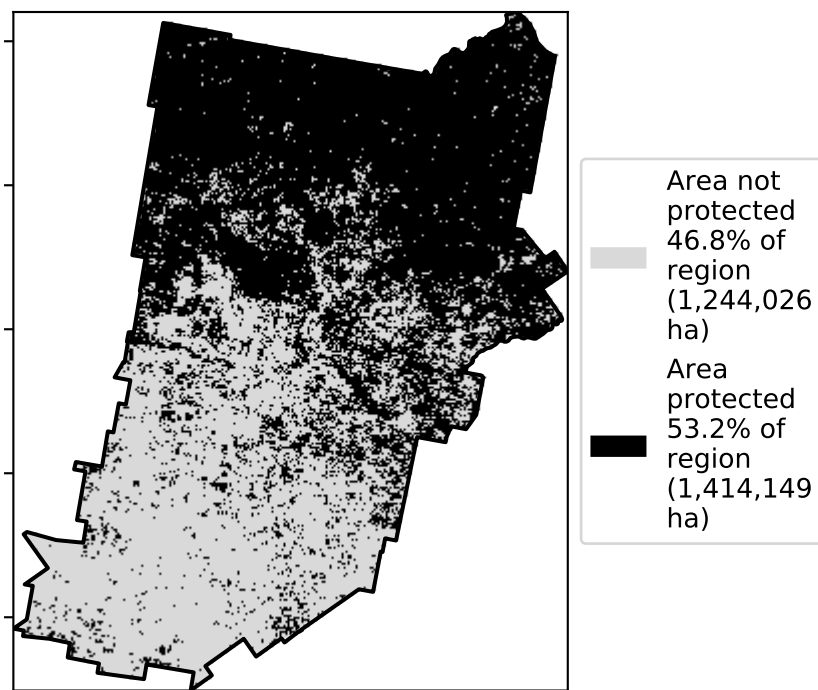 Area not
protected
46.8% of
region
(1,244,026
ha)
Area
protected
53.2% of
region
(1,414,149
ha)